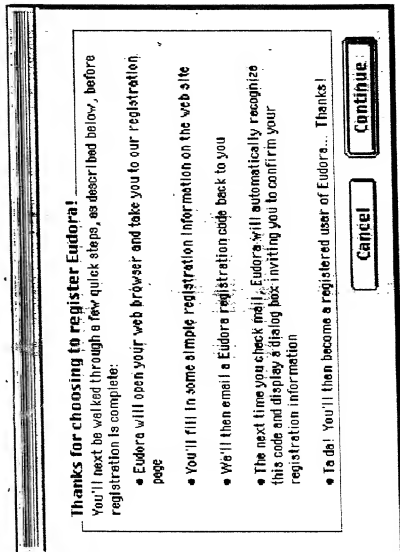 Thanks for choosing to register Eudora!
You'll next be walked through a few quick steps, as described below, before
registration is complete:
• Eudora will open your web browser and take you to our registration
page
• You'll fill in some simple registration information on the web site
• We'll then email a Eudora registration code back to you
• The next time you check mail, Eudora will automatically recognize
this code and display a dialog box inviting you to confirm your
registration information
• Ta da! You'll then become a registered user of Eudora... Thanks!
Cancel
Continue